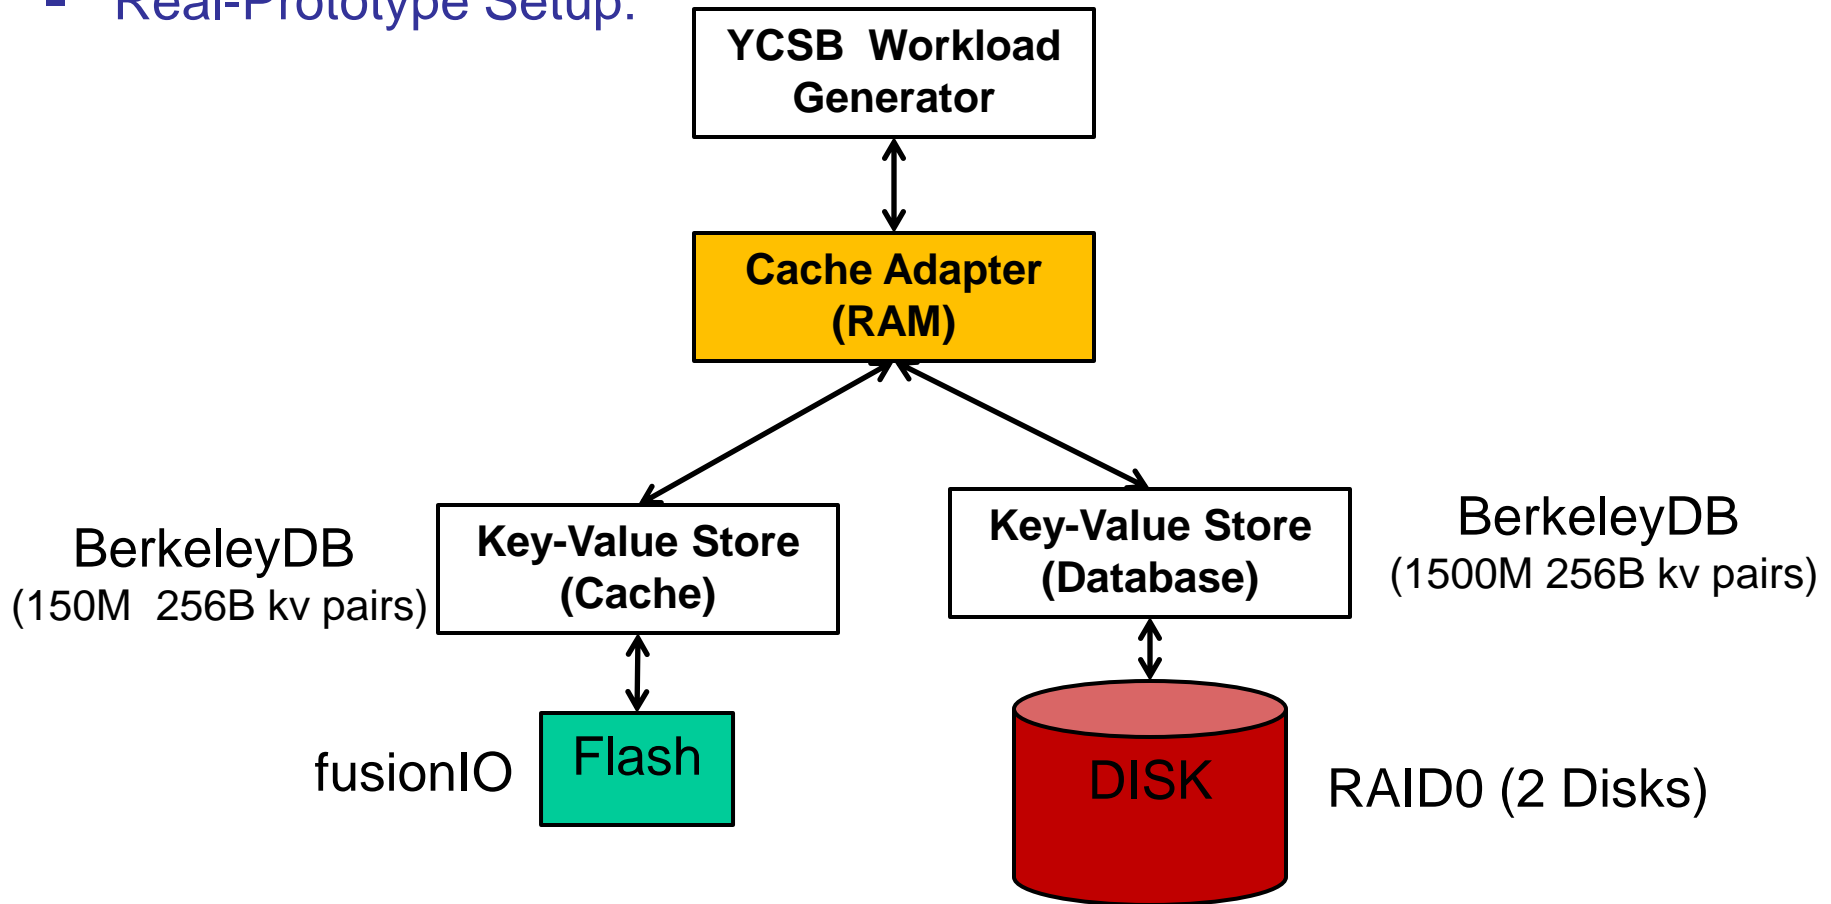 Real-Prototype Setup:
YCSB Workload
Generator
Cache Adapter
(RAM)
BerkeleyDB
(150M 256B kv pairs)
Key-Value Store
(Cache)
Key-Value Store
(Database)
BerkeleyDB
(1500M 256B kv pairs)
fusionIO
Flash
DISK
RAID0 (2 Disks)